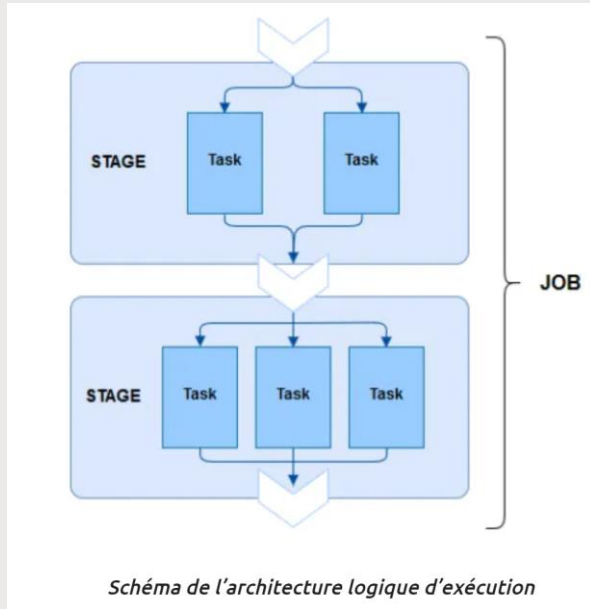 STAGE
Task
Task
JOB
STAGE
Task
Task
Task
Schéma de l'architecture logique d'exécution